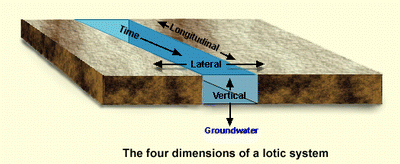 Longitudinal
Time
Lateral
Vertical
Groundwater
The four dimensions of a lotic system